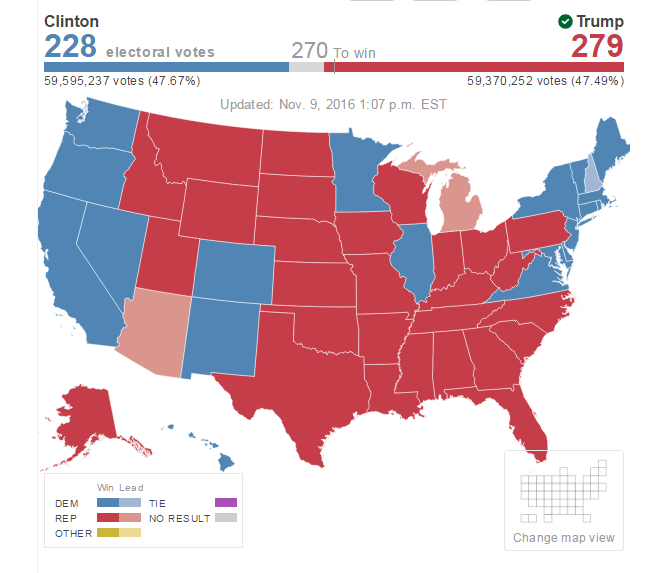 Clinton
Trump
228 electoral votes
270 To win
279
59,595,237 votes (47.67%)
59,370,252 votes (47.49%)
Updated: Nov. 9, 2016 1:07 p.m. EST
Win Lead
DEM
TIE
REP
NO RESULT
OTHER
Change map view